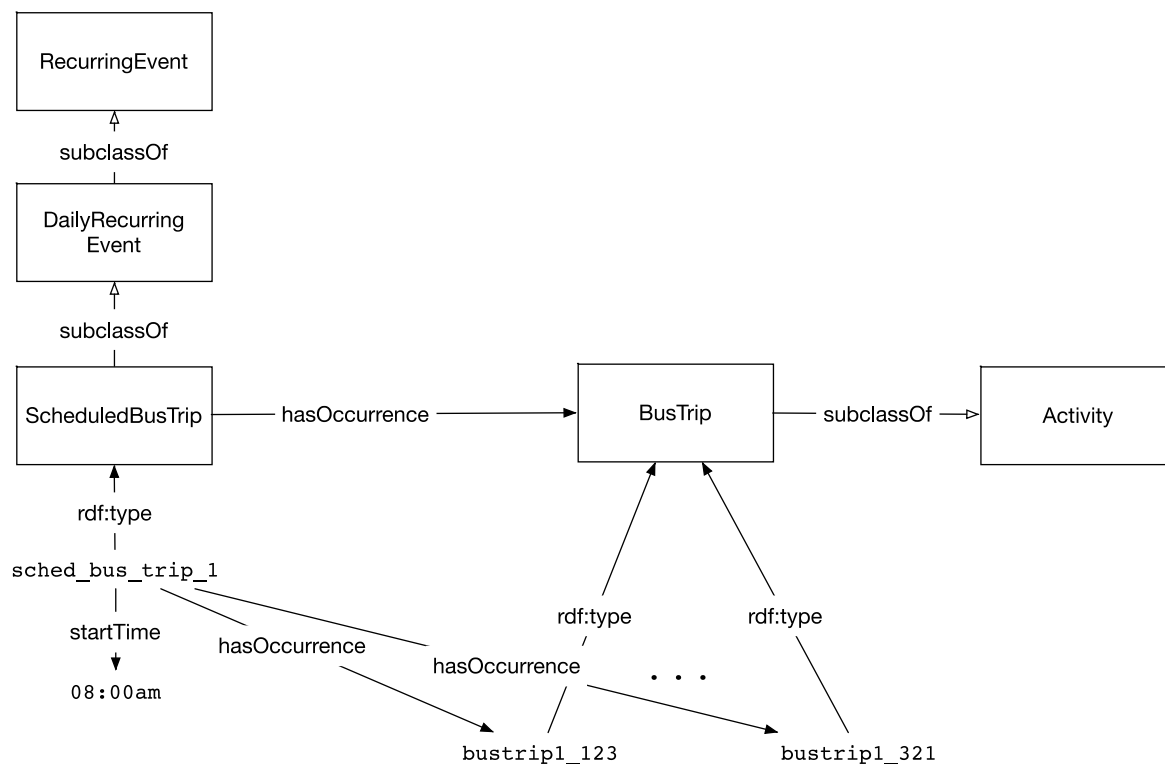 RecurringEvent
subclassOf
DailyRecurring
Event
subclassOf
ScheduledBusTrip
hasOccurrence
BusTrip
subclassOf
Activity
rdf:type
sched_bus_trip_1
startTime
08:00am
hasOccurrence
hasOccurrence
rdf:type
rdf:type
. . .
bustrip1_123
bustrip1_321